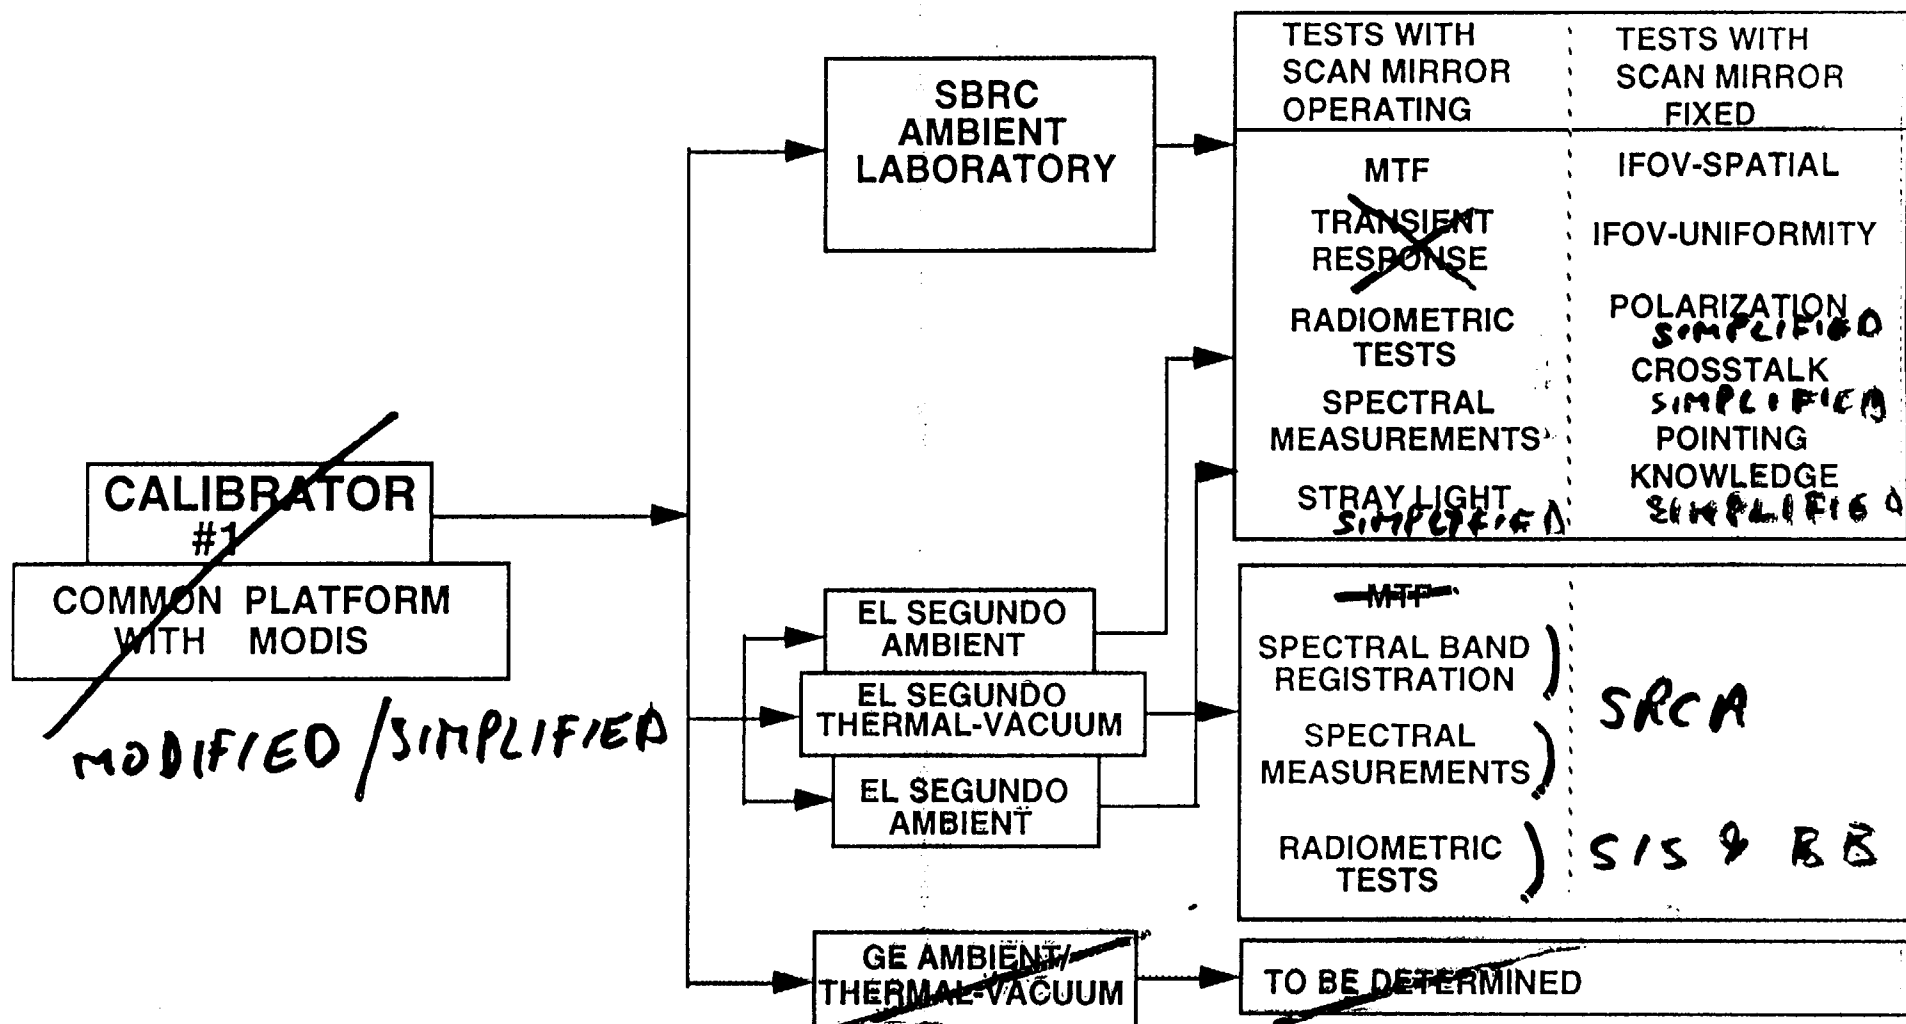 CALIBRATOR
#1
COMMON PLATFORM
WITH MODIS
MODIFIED/SIMPLIFIED
SBRC
AMBIENT
LABORATORY
EL SEGUNDO
AMBIENT
EL SEGUNDO
THERMAL-VACUUM
EL SEGUNDO
AMBIENT
GE AMBIENT/
THERMAL-VACUUM
TESTS WITH
SCAN MIRROR
OPERATING
MTF
TRANSIENT
RESPONSE
RADIOMETRIC
TESTS
SPECTRAL
MEASUREMENTS
STRAY LIGHT
SIMPLIFIED
TESTS WITH
SCAN MIRROR
FIXED
IFOV-SPATIAL
IFOV-UNIFORMITY
POLARIZATION
SIMPLIFIED
CROSSTALK
SIMPLIFIED
POINTING
KNOWLEDGE
SIMPLIFIED
MTF
SPECTRAL BAND
REGISTRATION
SPECTRAL
MEASUREMENTS
SRCA
RADIOMETRIC
TESTS
SIS & BB
TO BE DETERMINED